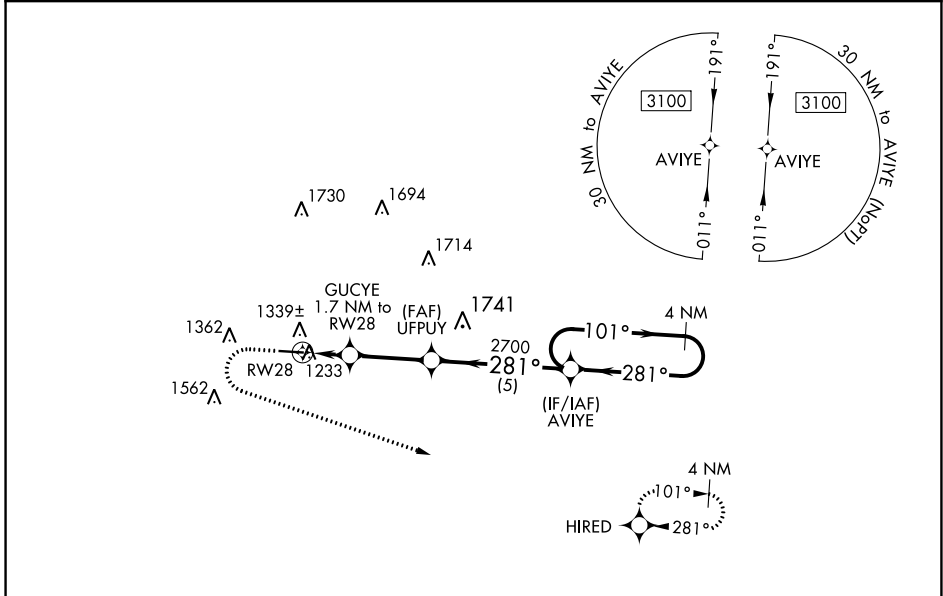 30 NM to AVIYE
191°
3100
AVIYE
011°
30 NM to AVIYE (NoPT)
191°
3100
AVIYE
011°
1730
1694
1714
GUCYE
1.7 NM to
RW28
(FAF)
UFPUY
1741
1339±
1362
RW28
1233
1562
2700
281°
(5)
4 NM
101°
281°
(IF/IAF)
AVIYE
4 NM
101°
HIRED
281°